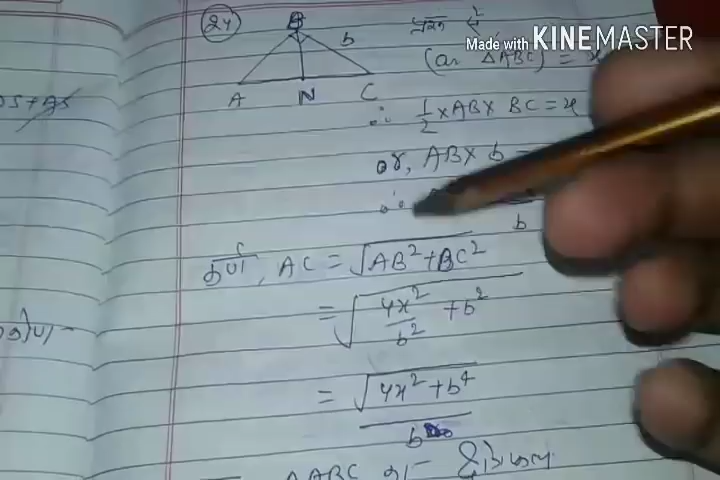 24
B
b
A N C
Made with KINEMASTER
(ar ΔABC) = x
∴ 1/2 × AB × BC = x
or, AB × b =
∴
b
कर्ण, AC = √(AB² + BC²)
= √(4x²/b² + b²)
= √(4x² + b⁴)/b
ΔABC का